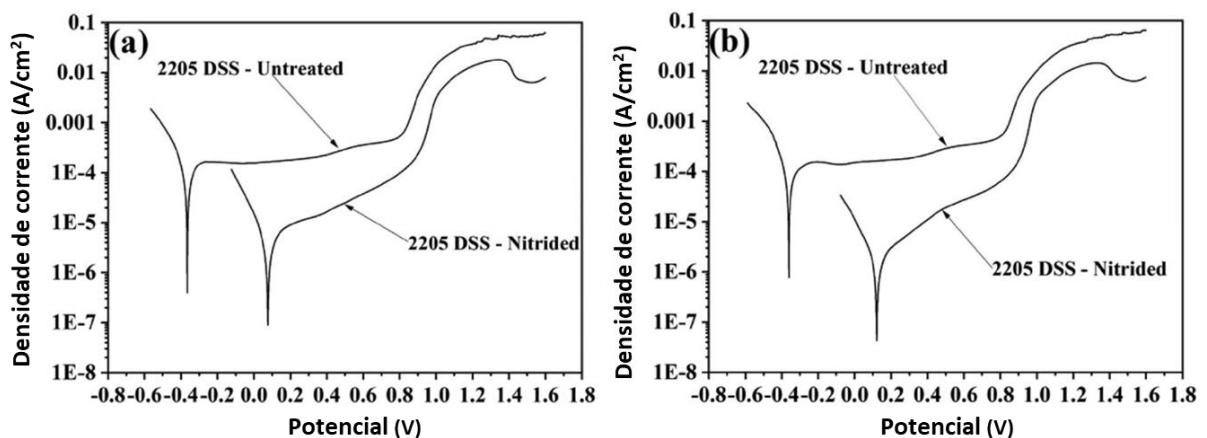 (a)
2205 DSS - Untreated
2205 DSS - Nitrided
Densidade de corrente (A/cm²)
0.1
0.01
0.001
1E-4
1E-5
1E-6
1E-7
1E-8
-0.8 -0.6 -0.4 -0.2 0.0 0.2 0.4 0.6 0.8 1.0 1.2 1.4 1.6 1.8
Potencial (V)
(b)
2205 DSS - Untreated
2205 DSS - Nitrided
Densidade de corrente (A/cm²)
0.1
0.01
0.001
1E-4
1E-5
1E-6
1E-7
1E-8
-0.8 -0.6 -0.4 -0.2 0.0 0.2 0.4 0.6 0.8 1.0 1.2 1.4 1.6 1.8
Potencial (V)